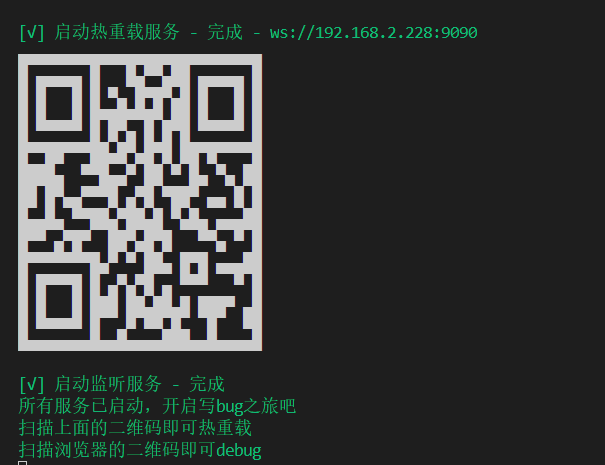 [√] 启动热重载服务 - 完成 - ws://192.168.2.228:9090
[√] 启动监听服务 - 完成
所有服务已启动，开启写bug之旅吧
扫描上面的二维码即可热重载
扫描浏览器的二维码即可debug